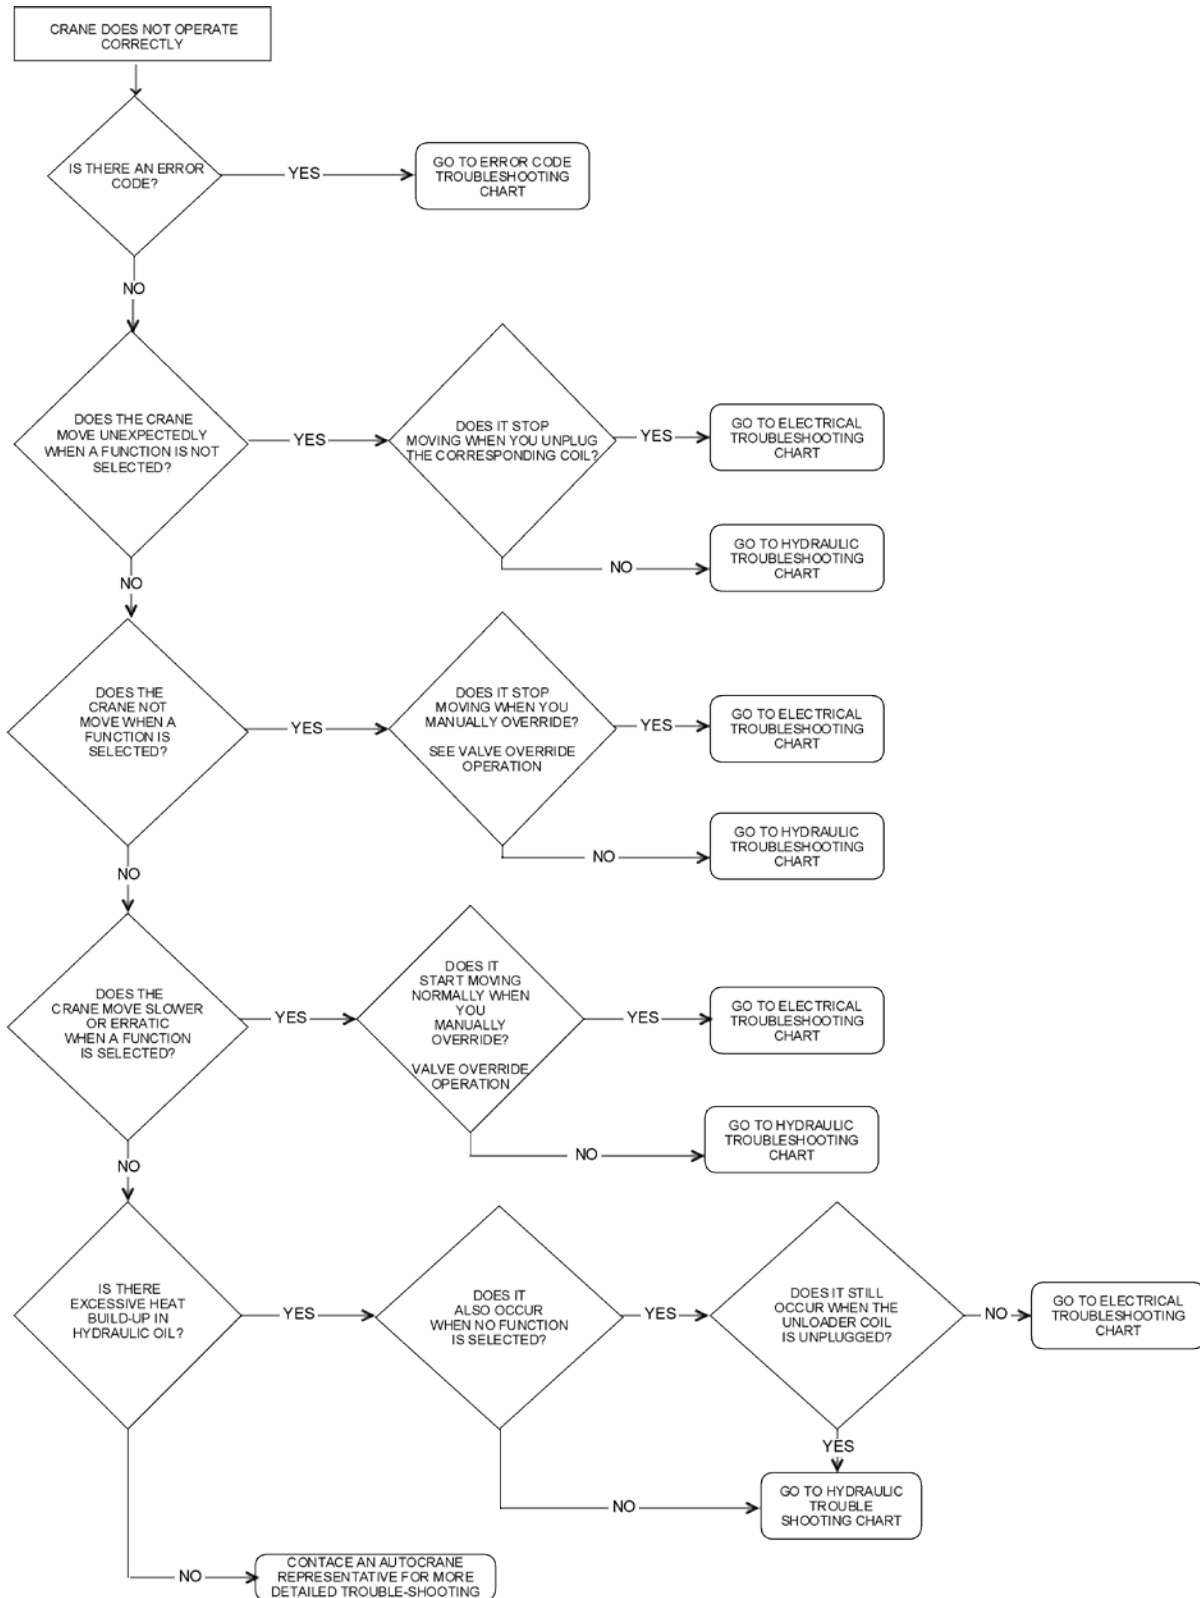 CRANE DOES NOT OPERATE
CORRECTLY
IS THERE AN ERROR
CODE?
YES
GO TO ERROR CODE
TROUBLESHOOTING
CHART
NO
DOES THE CRANE
MOVE UNEXPECTEDLY
WHEN A FUNCTION IS NOT
SELECTED?
YES
DOES IT STOP
MOVING WHEN YOU UNPLUG
THE CORRESPONDING COIL?
YES
GO TO ELECTRICAL
TROUBLESHOOTING
CHART
NO
GO TO HYDRAULIC
TROUBLESHOOTING
CHART
NO
DOES THE
CRANE NOT
MOVE WHEN A
FUNCTION IS
SELECTED?
YES
DOES IT STOP
MOVING WHEN YOU
MANUALLY OVERRIDE?
SEE VALVE OVERRIDE
OPERATION
YES
GO TO ELECTRICAL
TROUBLESHOOTING
CHART
NO
GO TO HYDRAULIC
TROUBLESHOOTING
CHART
NO
DOES THE
CRANE MOVE SLOWER
OR ERRATIC
WHEN A FUNCTION
IS SELECTED?
YES
DOES IT
START MOVING
NORMALLY WHEN
YOU
MANUALLY
OVERRIDE?
VALVE OVERRIDE
OPERATION
YES
GO TO ELECTRICAL
TROUBLESHOOTING
CHART
NO
GO TO HYDRAULIC
TROUBLESHOOTING
CHART
NO
IS THERE
EXCESSIVE HEAT
BUILD-UP IN
HYDRAULIC OIL?
YES
DOES IT
ALSO OCCUR
WHEN NO FUNCTION
IS SELECTED?
YES
DOES IT STILL
OCCUR WHEN THE
UNLOADER COIL
IS UNPLUGGED?
NO
GO TO ELECTRICAL
TROUBLESHOOTING
CHART
YES
NO
GO TO HYDRAULIC
TROUBLE
SHOOTING CHART
NO
CONTACE AN AUTOCRANE
REPRESENTATIVE FOR MORE
DETAILED TROUBLE-SHOOTING